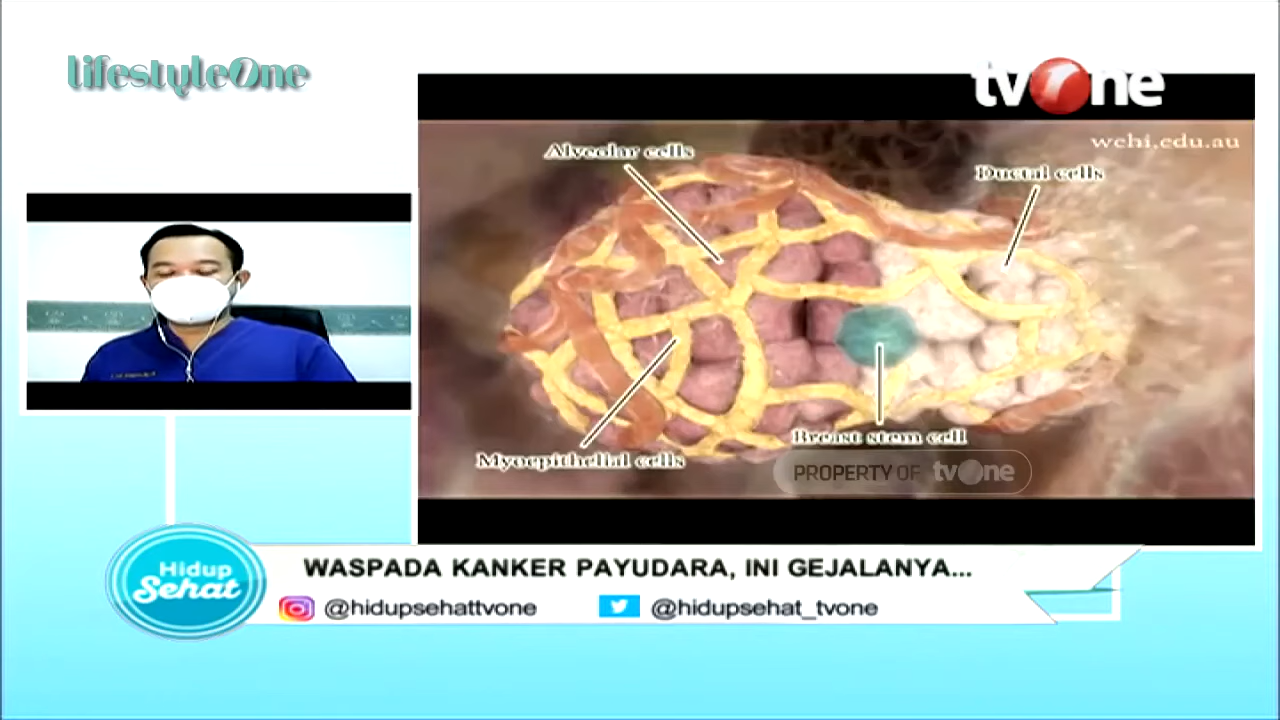 lifestyleOne
tvOne
wehi.edu.au
Alveolar cells
Ductal cells
Myoepithelial cells
Breast stem cell
PROPERTY OF tvOne
Hidup
Sehat
WASPADA KANKER PAYUDARA, INI GEJALANYA...
@hidupsehattvone
@hidupsehat_tvone